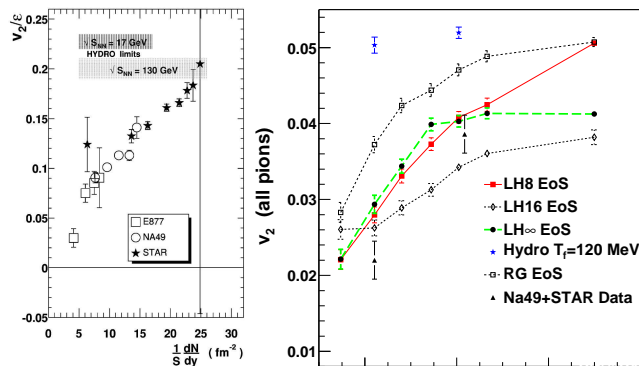 v₂/ε
0.25
0.2
0.15
0.1
0.05
0
-0.05
√ S_NN = 17 GeV
HYDRO limits
√ S_NN = 130 GeV
E877
NA49
STAR
0 5 10 15 20 25 30
1/S dN/dy ( fm⁻²)
v₂ (all pions)
0.05
0.04
0.03
0.02
0.01
LH8 EoS
LH16 EoS
LH∞ EoS
Hydro T_f=120 MeV
RG EoS
Na49+STAR Data